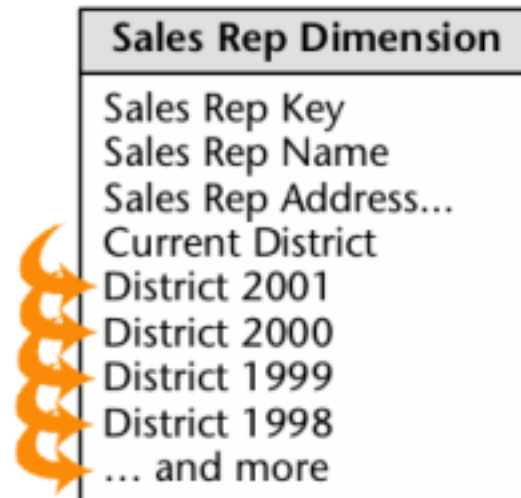 Sales Rep Dimension
Sales Rep Key
Sales Rep Name
Sales Rep Address...
Current District
District 2001
District 2000
District 1999
District 1998
... and more